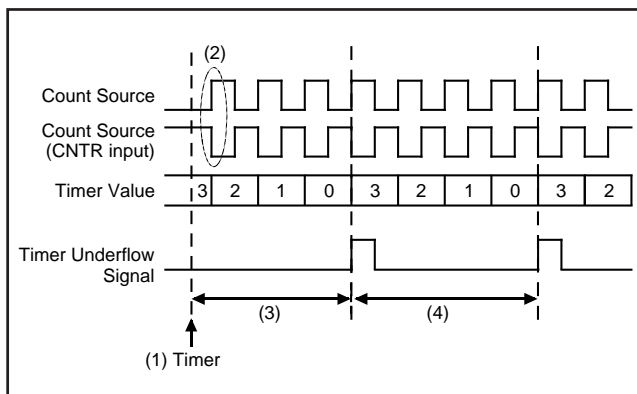 (2)
Count Source
Count Source
(CNTR input)
Timer Value 3 2 1 0 3 2 1 0 3 2
Timer Underflow
Signal
(3) (4)
(1) Timer